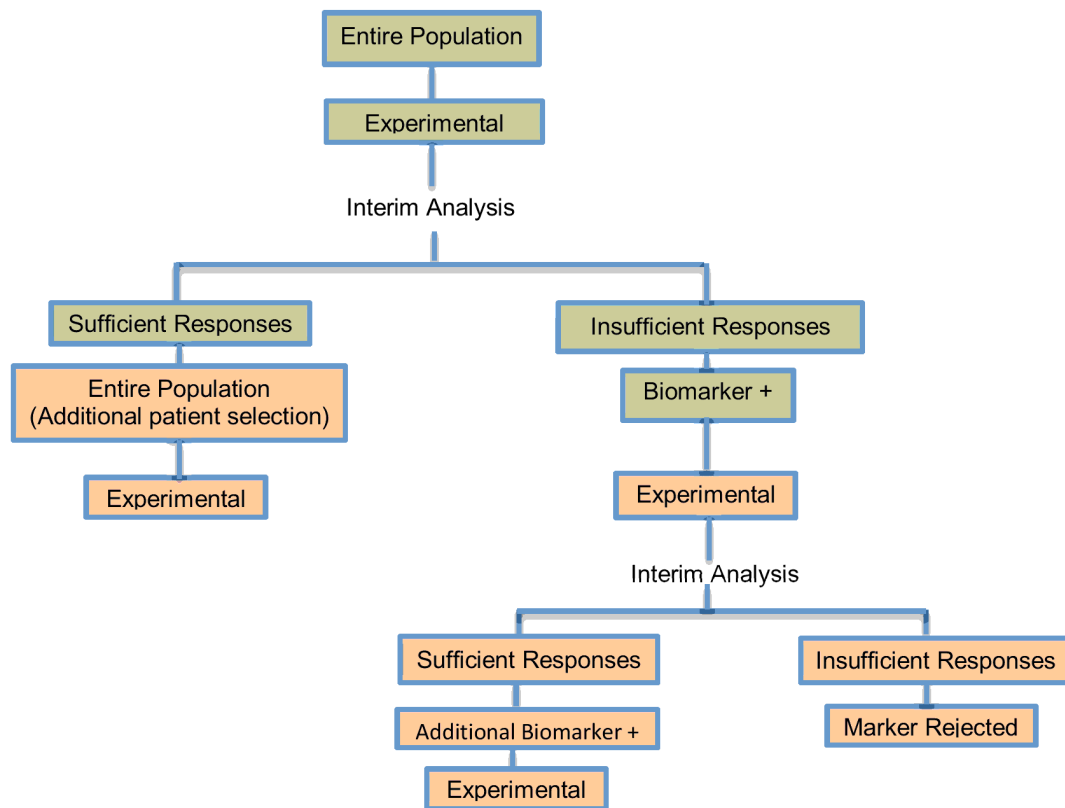 Entire Population
Experimental
Interim Analysis
Sufficient Responses
Insufficient Responses
Entire Population
(Additional patient selection)
Biomarker +
Experimental
Experimental
Interim Analysis
Sufficient Responses
Insufficient Responses
Additional Biomarker +
Marker Rejected
Experimental